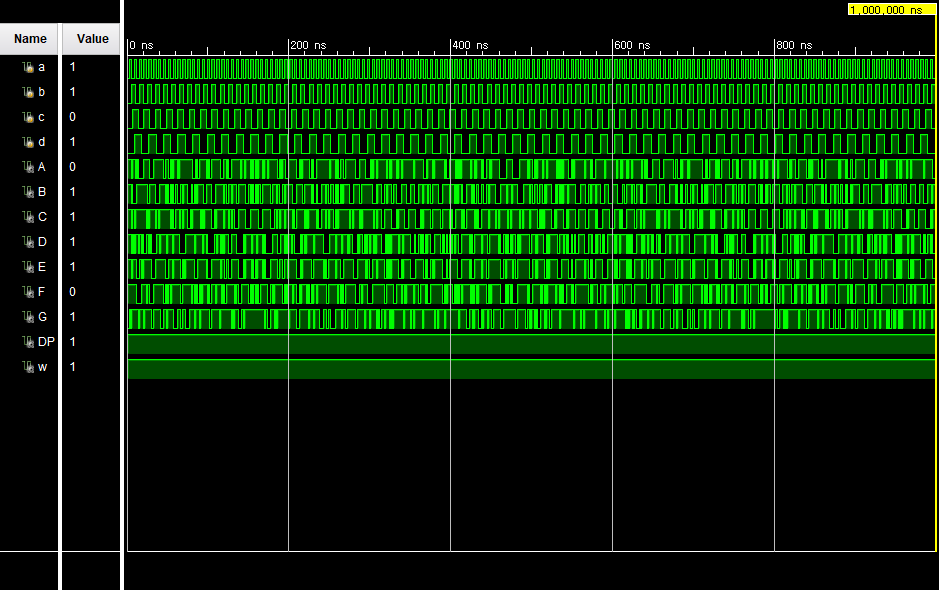 1,000,000 ns
Name Value
0 ns 200 ns 400 ns 600 ns 800 ns
a 1
b 1
c 0
d 1
A 0
B 1
C 1
D 1
E 1
F 0
G 1
DP 1
w 1